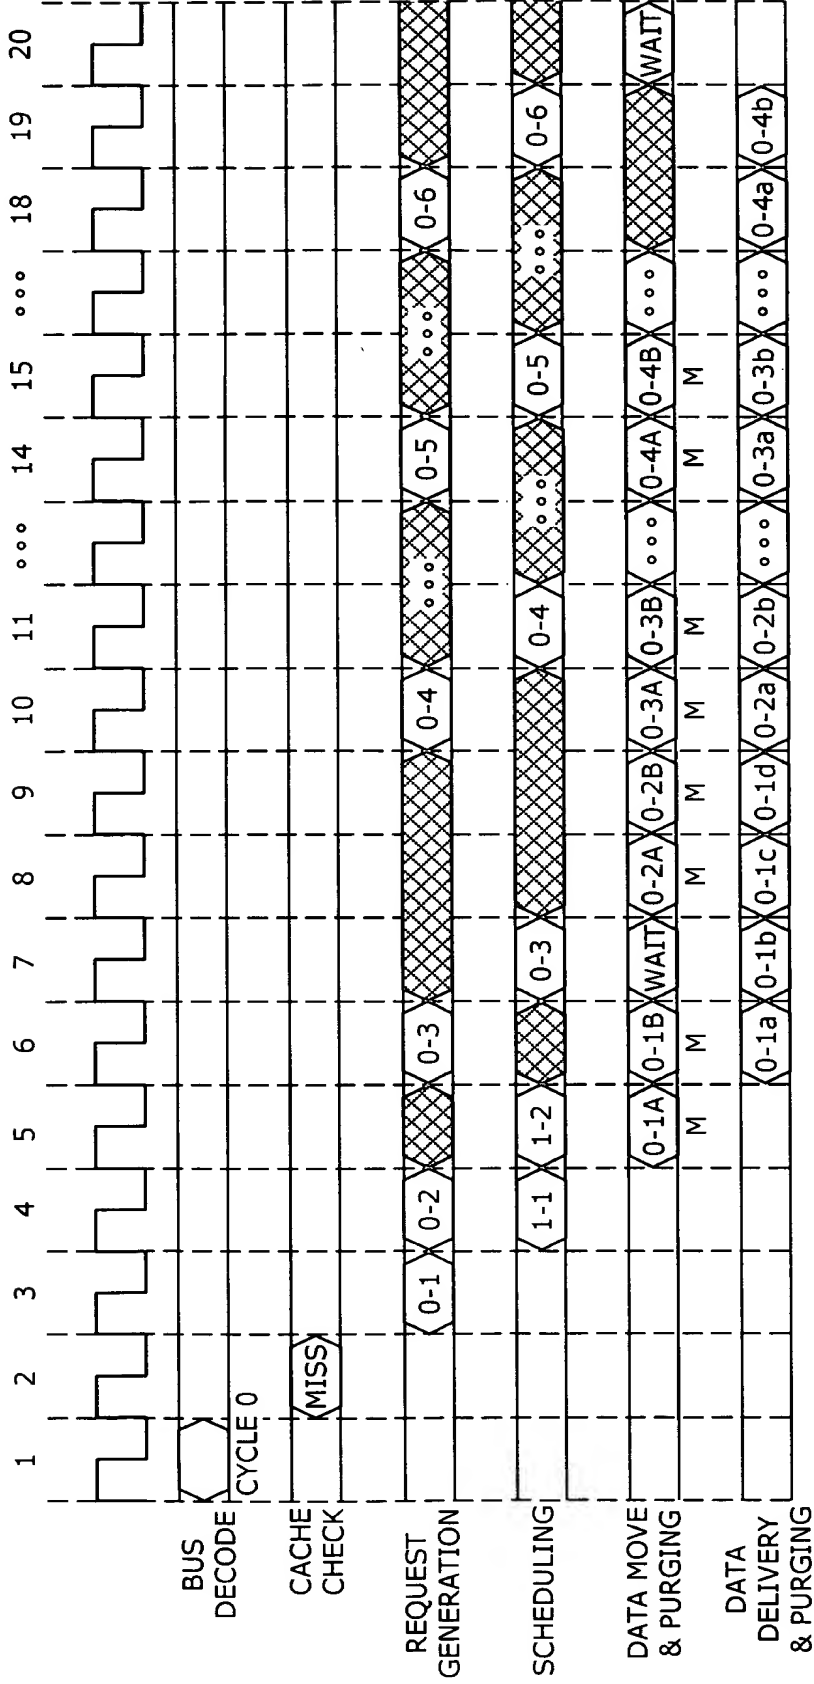 1 2 3 4 5 6 7 8 9 10 11 ∘∘∘ 14 15 ∘∘∘ 18 19 20
BUS
DECODE
CYCLE 0
CACHE
CHECK
MISS
REQUEST
GENERATION
0-1 0-2 0-3 0-4 ∘∘∘ 0-5 ∘∘∘ 0-6
SCHEDULING
1-1 1-2 0-3 0-4 ∘∘∘ 0-5 ∘∘∘ 0-6
DATA MOVE
& PURGING
0-1A 0-1B WAIT 0-2A 0-2B 0-3A 0-3B ∘∘∘ 0-4A 0-4B ∘∘∘ WAIT
M M M M M M M M
DATA
DELIVERY
& PURGING
0-1a 0-1b 0-1c 0-1d 0-2a 0-2b ∘∘∘ 0-3a 0-3b ∘∘∘ 0-4a 0-4b